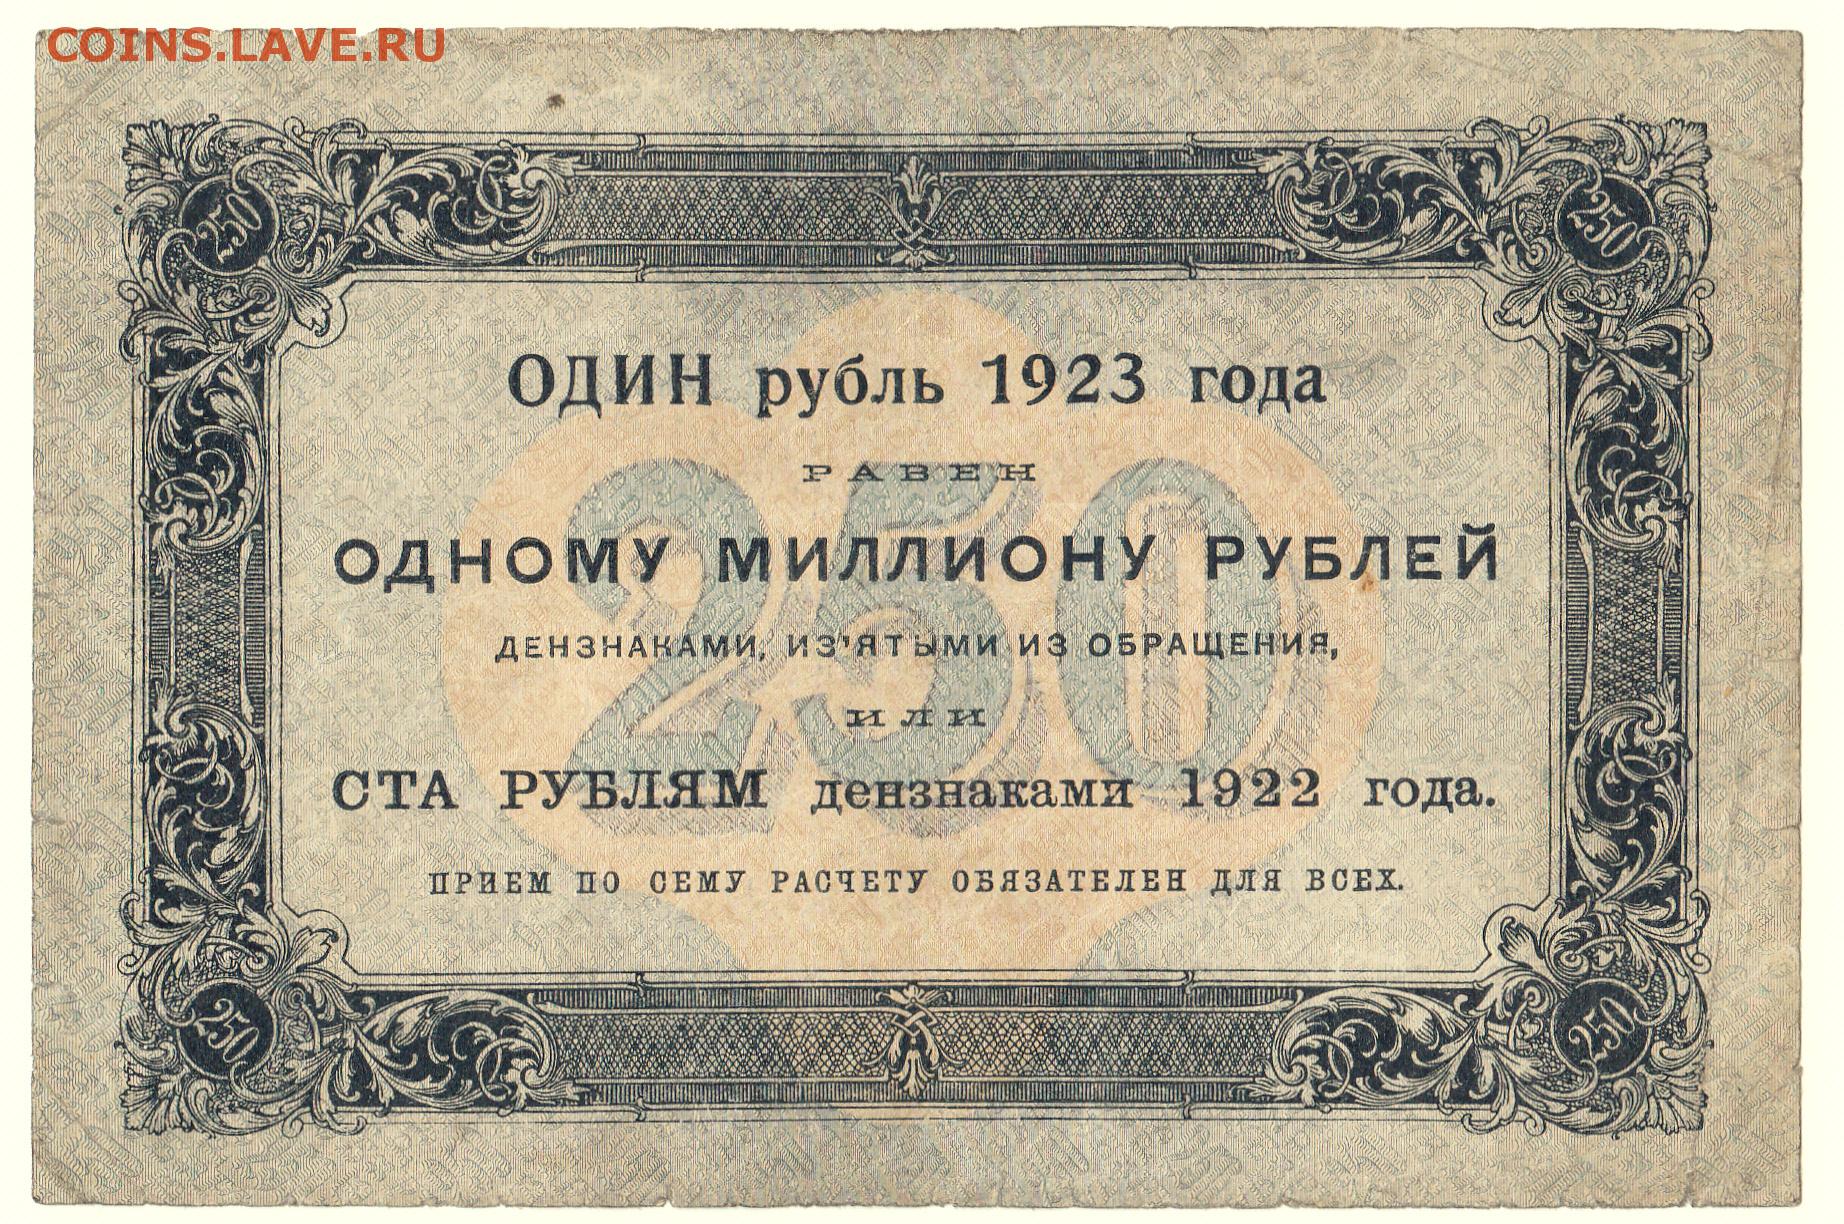 COINS.LAVE.RU
250 250
ОДИН рубль 1923 года
РАВЕН
250
ОДНОМУ МИЛЛИОНУ РУБЛЕЙ
ДЕНЗНАКАМИ, ИЗ'ЯТЫМИ ИЗ ОБРАЩЕНИЯ,
ИЛИ
СТА РУБЛЯМ дензнаками 1922 года.
ПРИЕМ ПО СЕМУ РАСЧЕТУ ОБЯЗАТЕЛЕН ДЛЯ ВСЕХ.
250 250